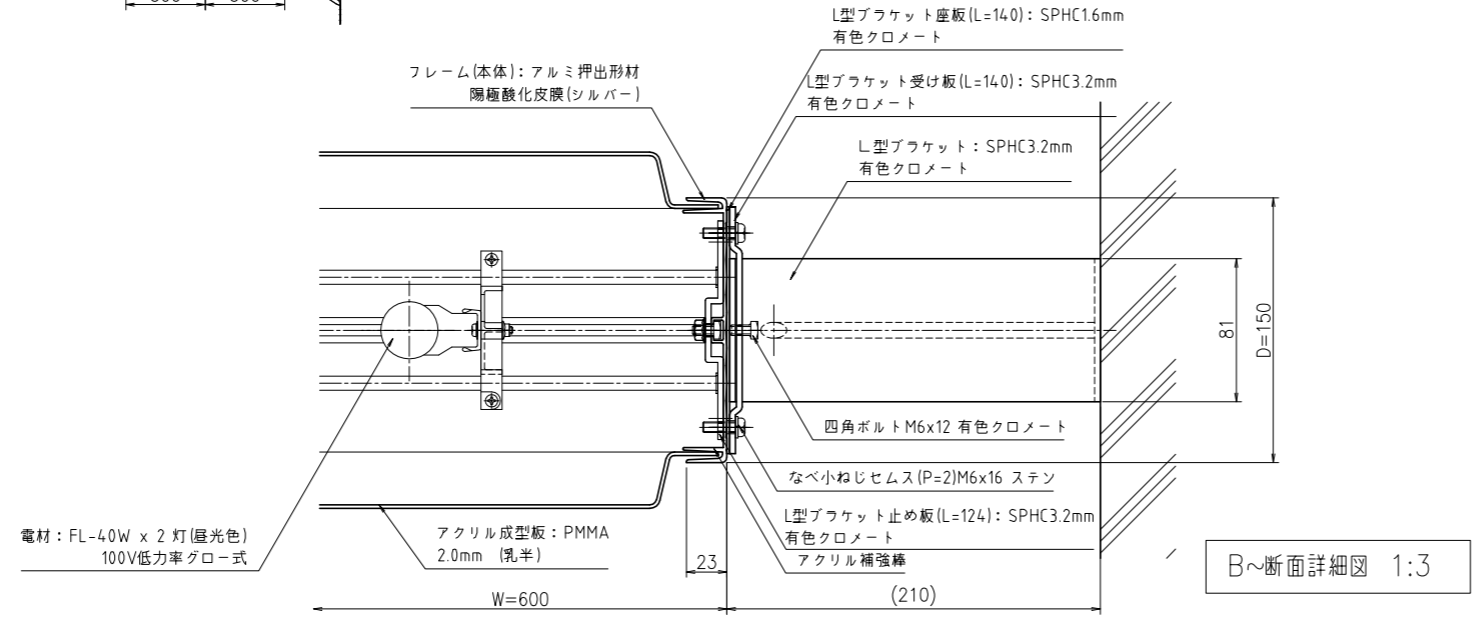 L型ブラケット座板(L=140)：SPHC1.6mm
有色クロメート
フレーム(本体)：アルミ押出形材
陽極酸化皮膜(シルバー)
L型ブラケット受け板(L=140)：SPHC3.2mm
有色クロメート
L型ブラケット：SPHC3.2mm
有色クロメート
81
D=150
四角ボルトM6x12 有色クロメート
なべ小ねじセムス(P=2)M6x16 ステン
L型ブラケット止め板(L=124)：SPHC3.2mm
有色クロメート
アクリル補強棒
電材：FL-40W x 2 灯(昼光色)
100V低力率グロー式
アクリル成型板：PMMA
2.0mm (乳半)
23
W=600
(210)
B～断面詳細図 1:3